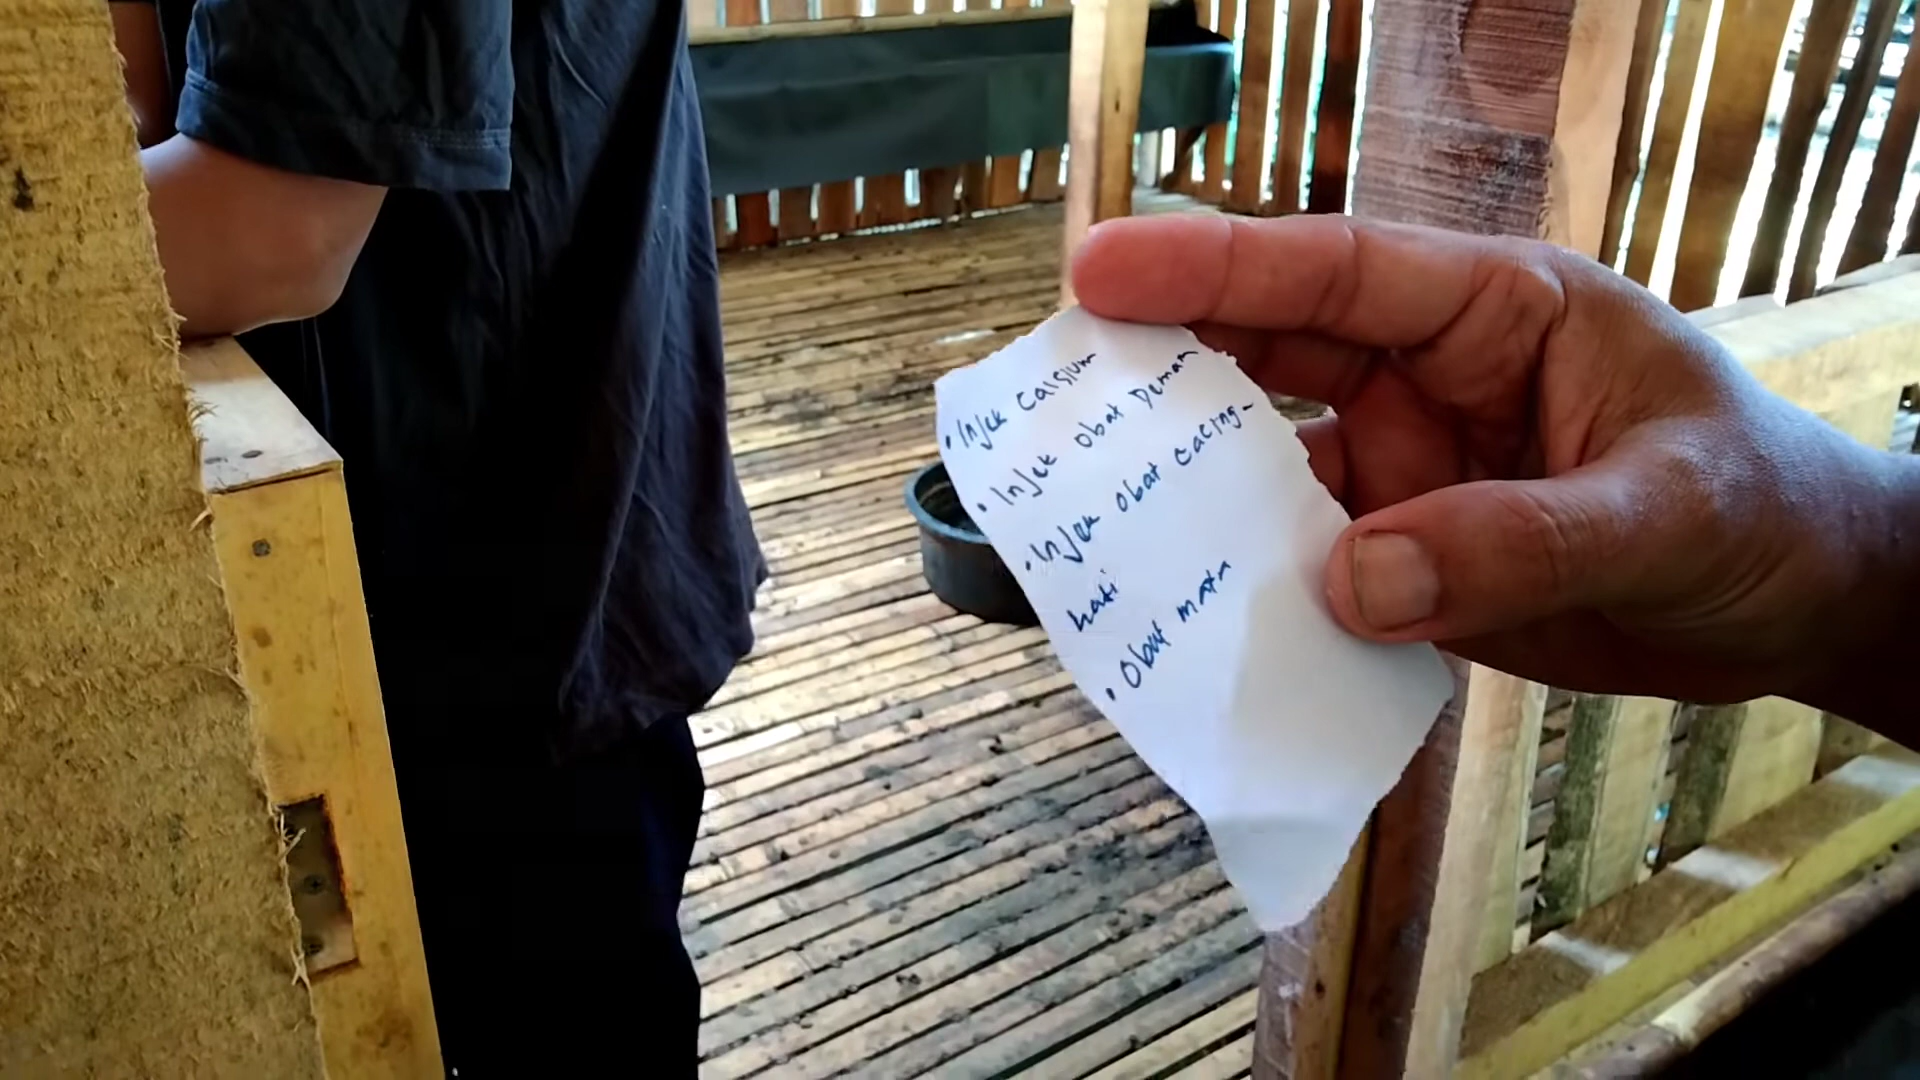 • Injek Calsium
• Injek Obat Demam
• Injek Obat cacing-
hati
• Obat mata